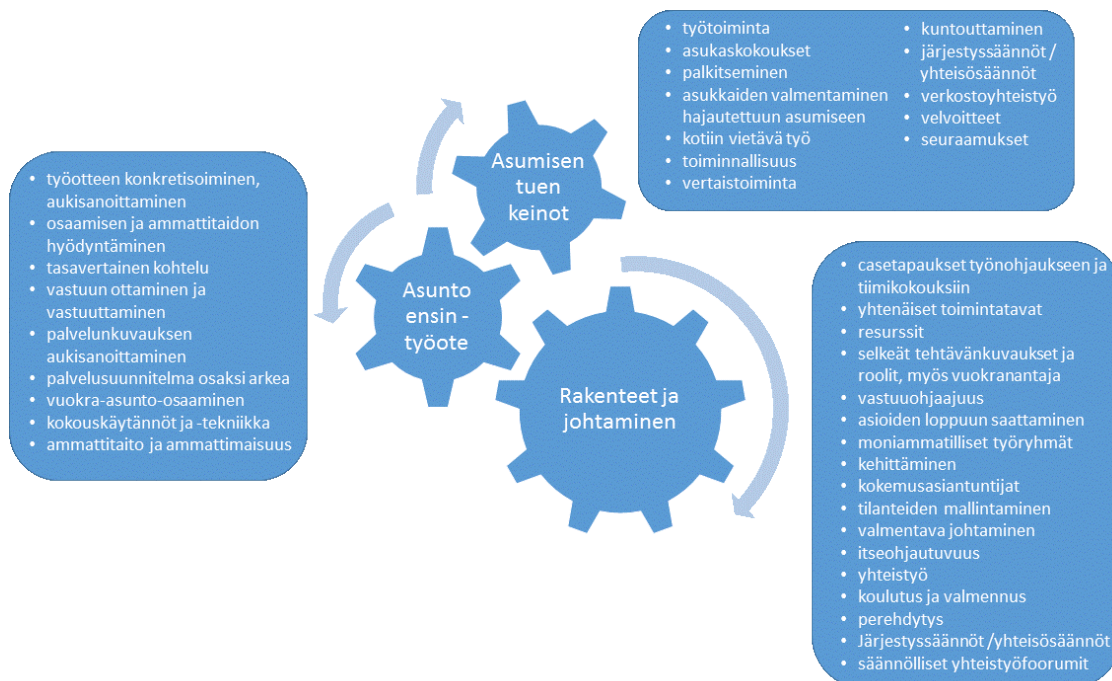 • työtoiminta
• asukaskokoukset
• palkitseminen
• asukkaiden valmentaminen
hajautettuun asumiseen
• kotiin vietävä työ
• toiminnallisuus
• vertaistoiminta
• kuntouttaminen
• järjestyssäännöt /
yhteisösäännöt
• verkostoyhteistyö
• velvoitteet
• seuraamukset
Asumisen
tuen
keinot
• työotteen konkretisoiminen,
aukisanoittaminen
• osaamisen ja ammattitaidon
hyödyntäminen
• tasavertainen kohtelu
• vastuun ottaminen ja
vastuuttaminen
• palvelunkuvauksen
aukisanoittaminen
• palvelusuunnitelma osaksi arkea
• vuokra-asunto-osaaminen
• kokouskäytännöt ja -tekniikka
• ammattitaito ja ammattimaisuus
Asunto
ensin -
työote
Rakenteet ja
johtaminen
• casetapaukset työnohjaukseen ja
tiimikokouksiin
• yhtenäiset toimintatavat
• resurssit
• selkeät tehtävänkuvaukset ja
roolit, myös vuokranantaja
• vastuuohjaajuus
• asioiden loppuun saattaminen
• moniammatilliset työryhmät
• kehittäminen
• kokemusasiantuntijat
• tilanteiden mallintaminen
• valmentava johtaminen
• itseohjautuvuus
• yhteistyö
• koulutus ja valmennus
• perehdytys
• Järjestyssäännöt /yhteisösäännöt
• säännölliset yhteistyöfoorumit